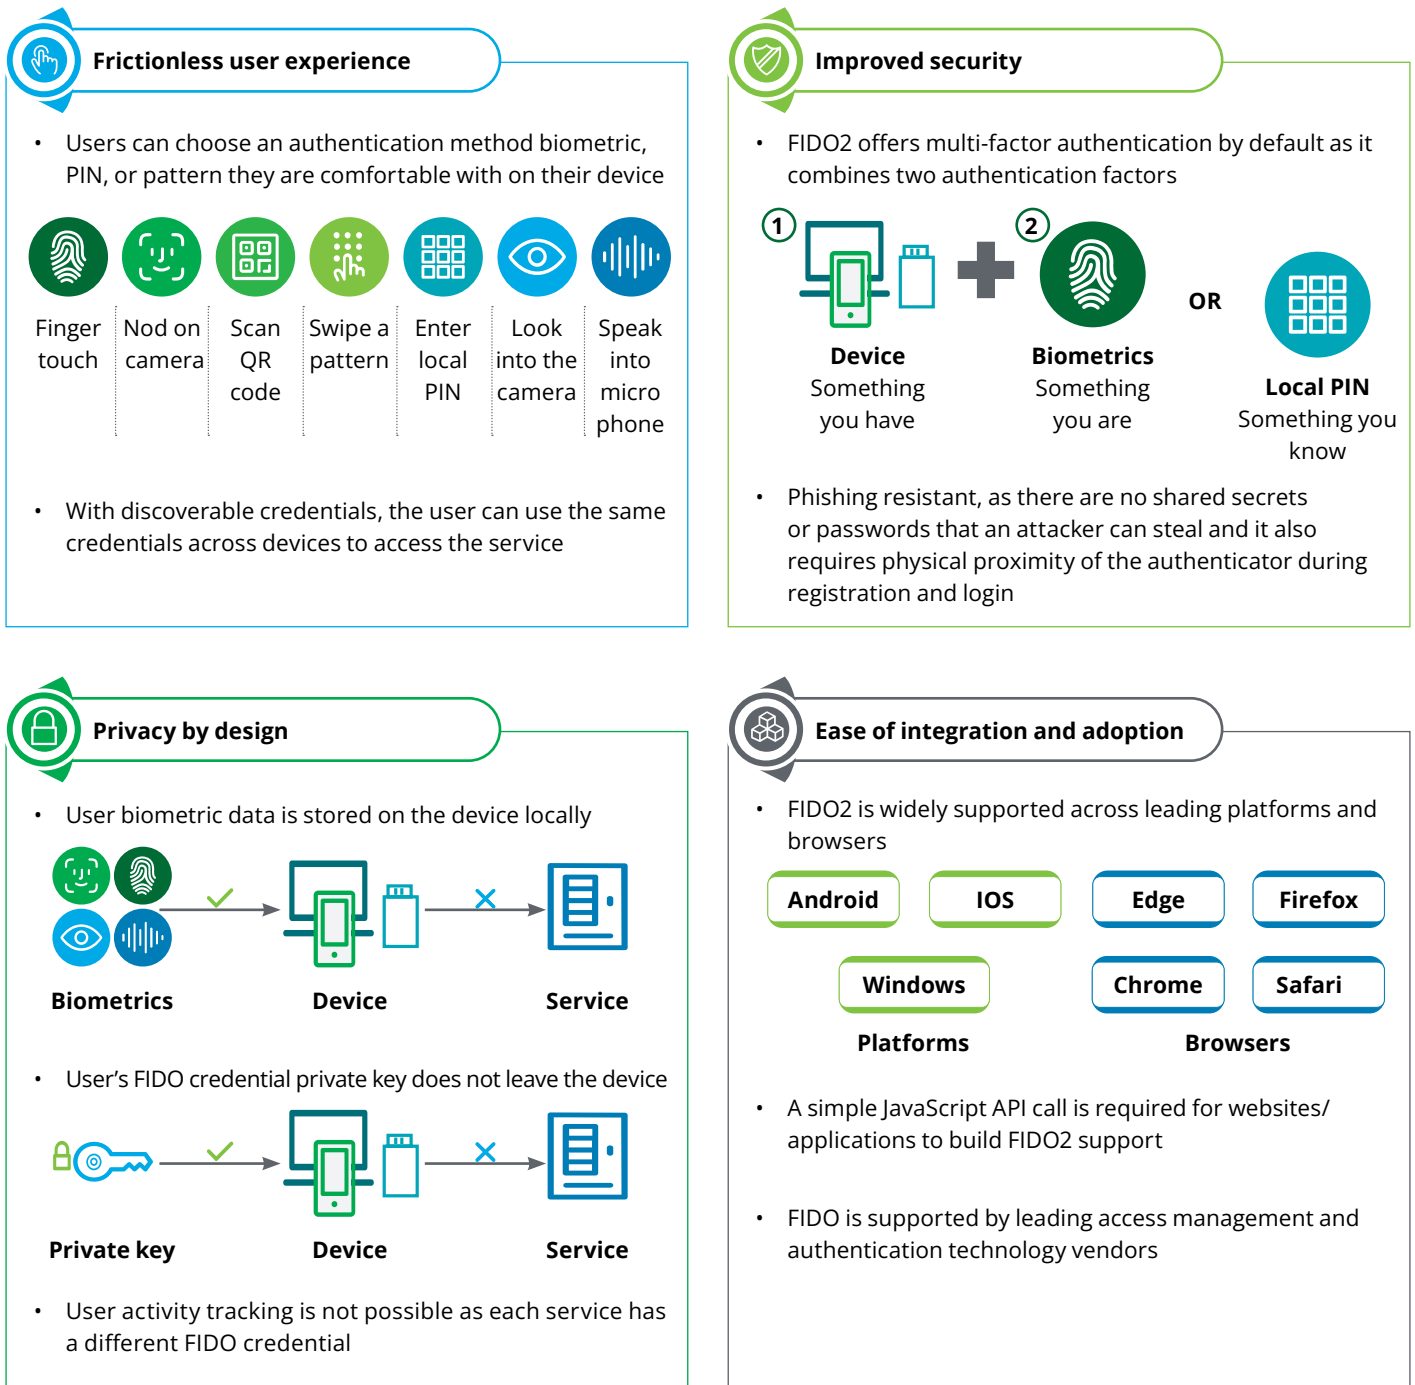 Frictionless user experience
• Users can choose an authentication method biometric,
PIN, or pattern they are comfortable with on their device
Finger
touch
Nod on
camera
Scan
QR
code
Swipe a
pattern
Enter
local
PIN
Look
into the
camera
Speak
into
micro
phone
• With discoverable credentials, the user can use the same
credentials across devices to access the service
Improved security
• FIDO2 offers multi-factor authentication by default as it
combines two authentication factors
1
2
Device
Something
you have
Biometrics
Something
you are
OR
Local PIN
Something you
know
• Phishing resistant, as there are no shared secrets
or passwords that an attacker can steal and it also
requires physical proximity of the authenticator during
registration and login
Privacy by design
• User biometric data is stored on the device locally
Biometrics
Device
Service
• User’s FIDO credential private key does not leave the device
Private key
Device
Service
• User activity tracking is not possible as each service has
a different FIDO credential
Ease of integration and adoption
• FIDO2 is widely supported across leading platforms and
browsers
Android
IOS
Windows
Platforms
Edge
Firefox
Chrome
Safari
Browsers
• A simple JavaScript API call is required for websites/
applications to build FIDO2 support
• FIDO is supported by leading access management and
authentication technology vendors